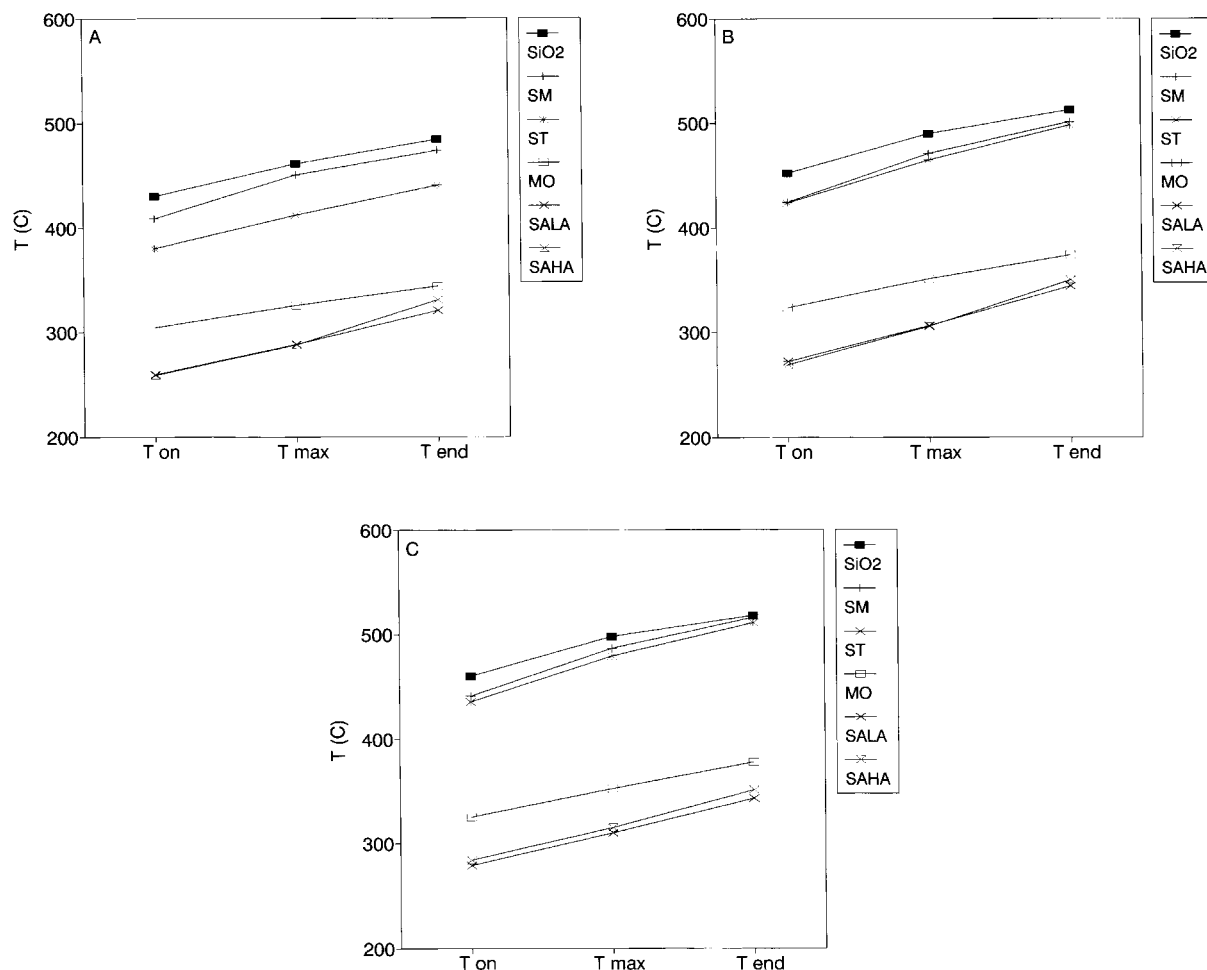 A
600
500
400
300
200
T (C)
T on
T max
T end
SiO2
SM
ST
MO
SALA
SAHA
B
600
500
400
300
200
T (C)
T on
T max
T end
SiO2
SM
ST
MO
SALA
SAHA
C
600
500
400
300
200
T (C)
T on
T max
T end
SiO2
SM
ST
MO
SALA
SAHA